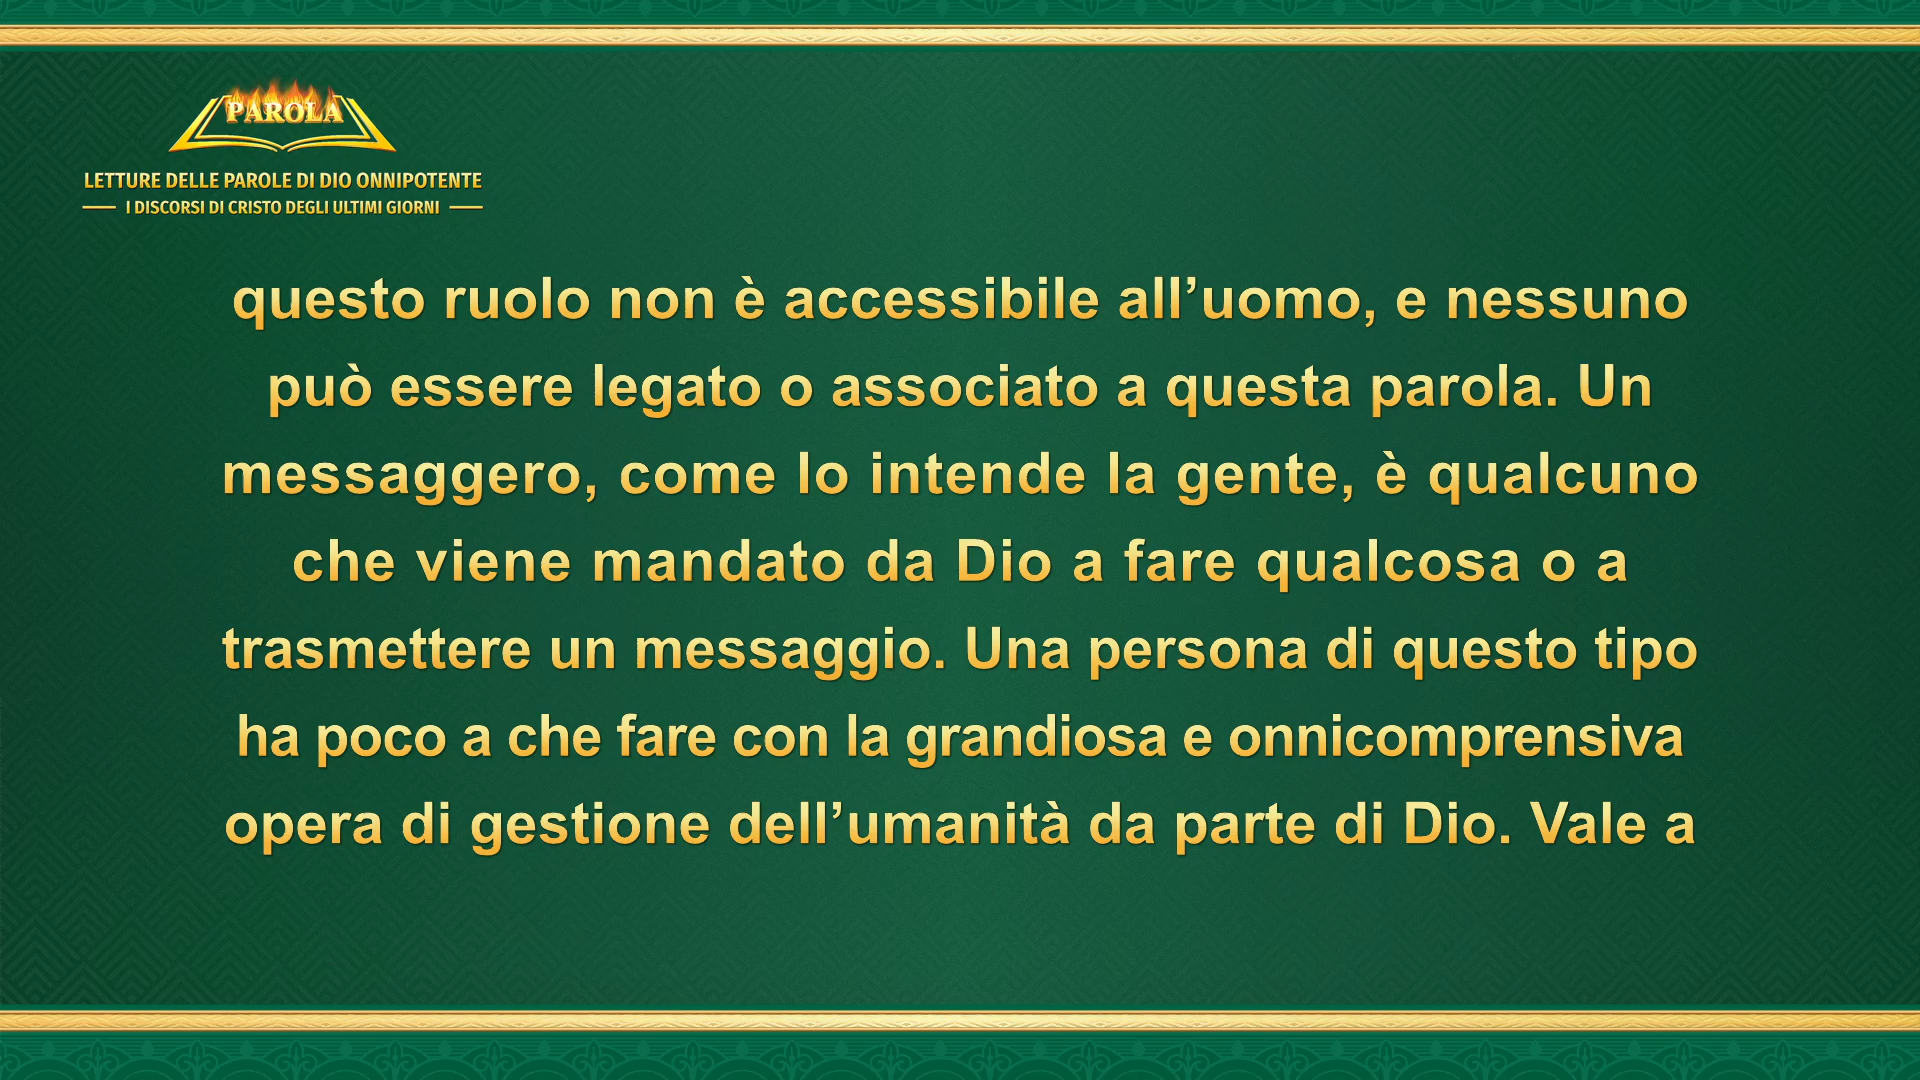 PAROLA
LETTURE DELLE PAROLE DI DIO ONNIPOTENTE
I DISCORSI DI CRISTO DEGLI ULTIMI GIORNI
questo ruolo non è accessibile all’uomo, e nessuno
può essere legato o associato a questa parola. Un
messaggero, come lo intende la gente, è qualcuno
che viene mandato da Dio a fare qualcosa o a
trasmettere un messaggio. Una persona di questo tipo
ha poco a che fare con la grandiosa e onnicomprensiva
opera di gestione dell’umanità da parte di Dio. Vale a